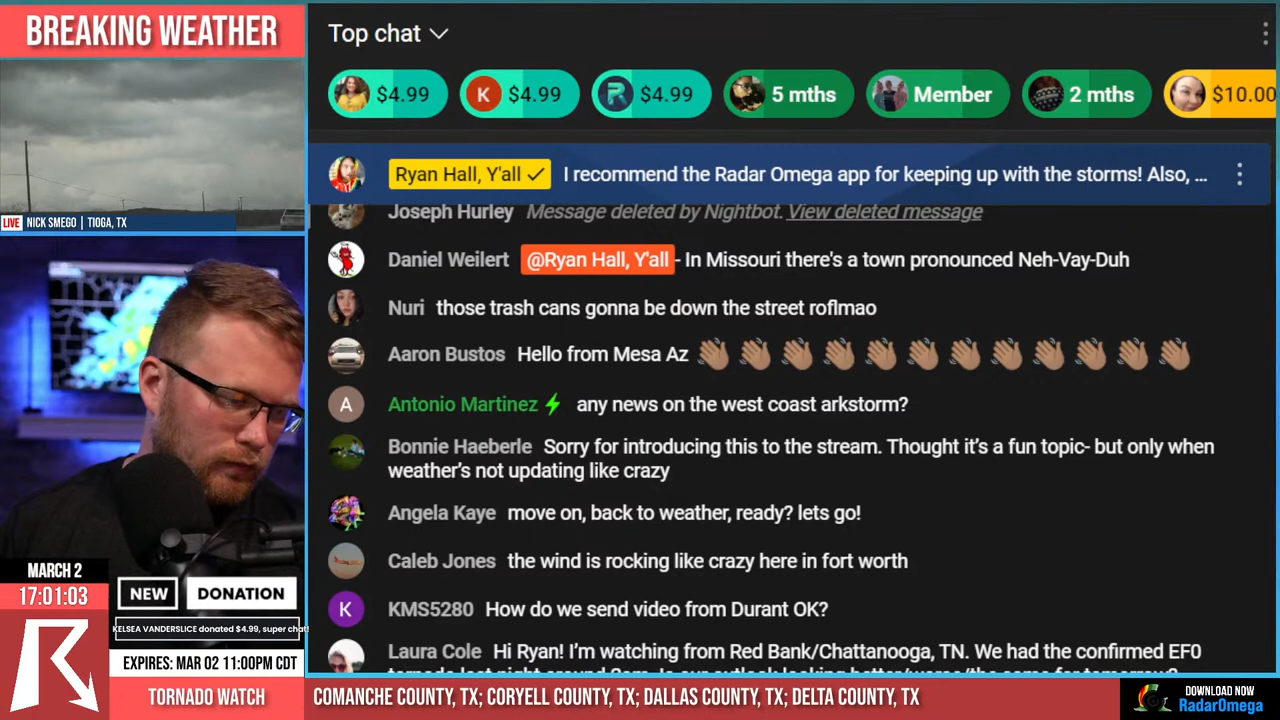 BREAKING WEATHER
LIVE NICK SMEGO | TIOGA, TX
MARCH 2
17:01:03
NEW DONATION
KELSEA VANDERSLICE donated $4.99, super chat!
EXPIRES: MAR 02 11:00PM CDT
TORNADO WATCH
COMANCHE COUNTY, TX; CORYELL COUNTY, TX; DALLAS COUNTY, TX; DELTA COUNTY, TX
DOWNLOAD NOW
RadarOmega
Top chat
$4.99 K $4.99 R $4.99 5 mths Member 2 mths $10.00
Ryan Hall, Y'all I recommend the Radar Omega app for keeping up with the storms! Also, ...
Joseph Hurley Message deleted by Nightbot. View deleted message
Daniel Weilert @Ryan Hall, Y'all - In Missouri there's a town pronounced Neh-Vay-Duh
Nuri those trash cans gonna be down the street roflmao
Aaron Bustos Hello from Mesa Az 👋🏽👋🏽👋🏽👋🏽👋🏽👋🏽👋🏽👋🏽👋🏽👋🏽👋🏽👋🏽
A Antonio Martinez any news on the west coast arkstorm?
Bonnie Haeberle Sorry for introducing this to the stream. Thought it's a fun topic- but only when
weather's not updating like crazy
Angela Kaye move on, back to weather, ready? lets go!
Caleb Jones the wind is rocking like crazy here in fort worth
K KMS5280 How do we send video from Durant OK?
Laura Cole Hi Ryan! I'm watching from Red Bank/Chattanooga, TN. We had the confirmed EF0